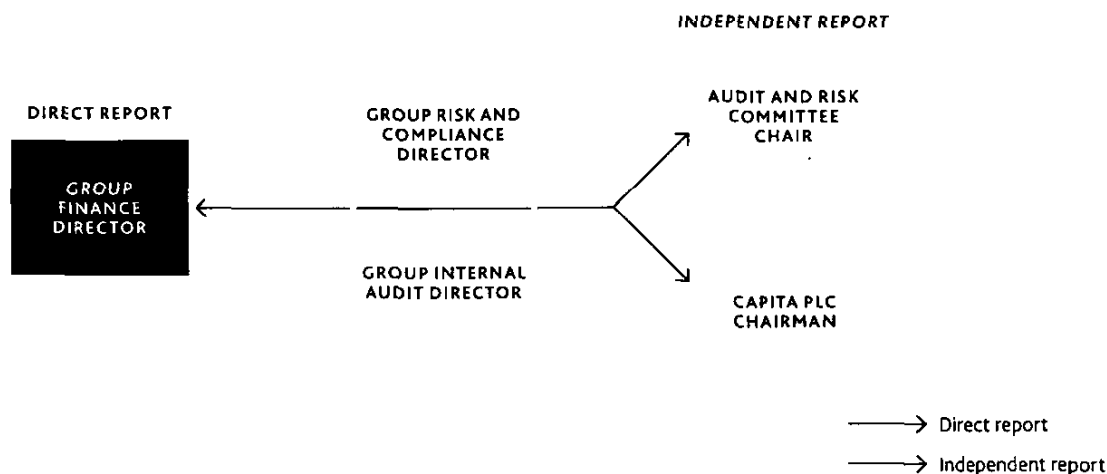 INDEPENDENT REPORT
DIRECT REPORT
GROUP
FINANCE
DIRECTOR
GROUP RISK AND
COMPLIANCE
DIRECTOR
GROUP INTERNAL
AUDIT DIRECTOR
AUDIT AND RISK
COMMITTEE
CHAIR
CAPITA PLC
CHAIRMAN
Direct report
Independent report